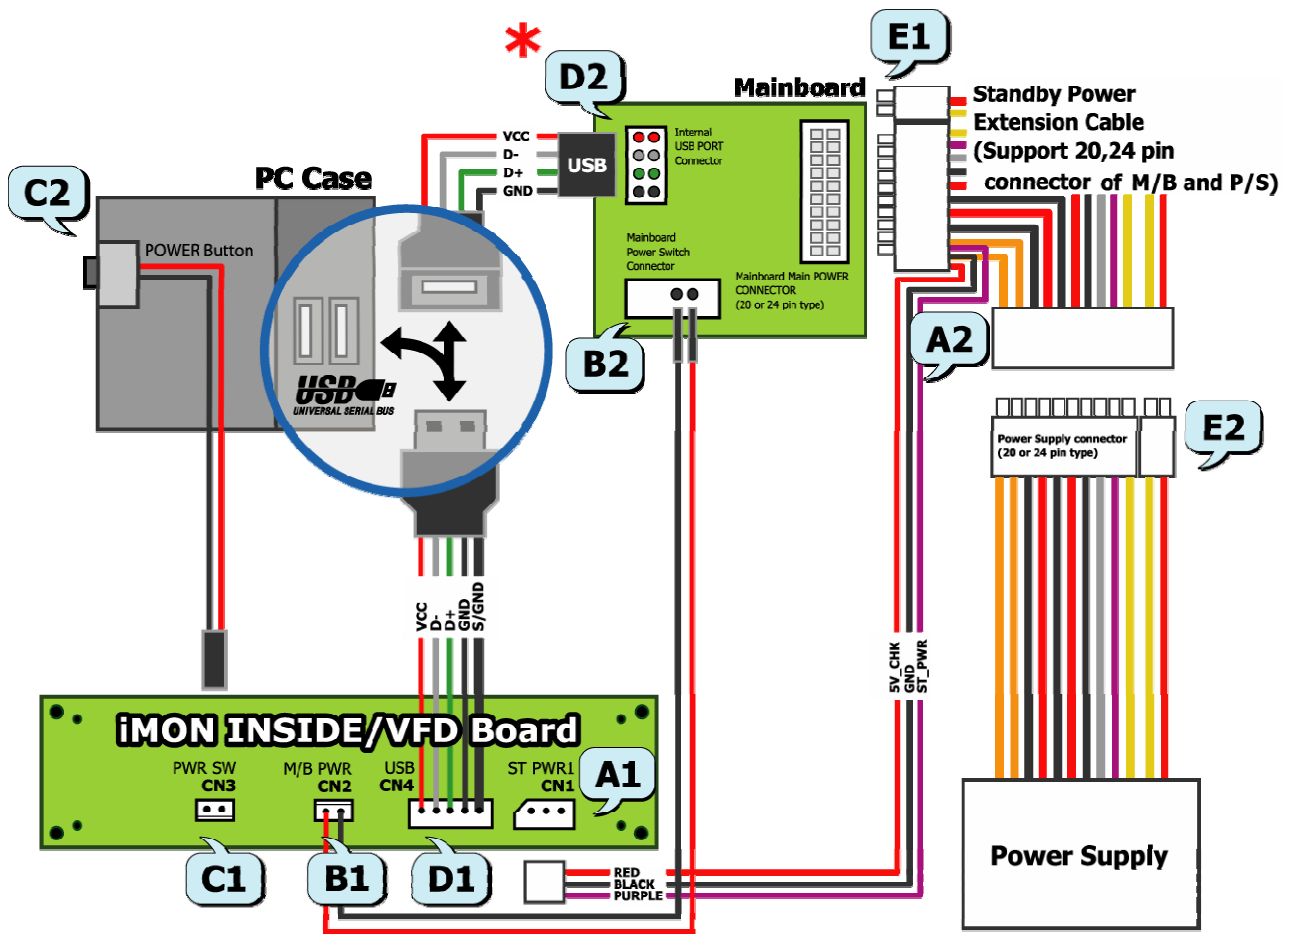 E1
*
D2
Mainboard
Standby Power
Extension Cable
(Support 20,24 pin
connector of M/B and P/S)
VCC
D-
D+
GND
USB
Internal
USB PORT
Connector
C2
PC Case
POWER Button
Mainboard
Power Switch
Connector
Mainboard Main POWER
CONNECTOR
(20 or 24 pin type)
A2
B2
USB
UNIVERSAL SERIAL BUS
Power Supply connector
(20 or 24 pin type)
E2
VCC
D-
D+
GND
S/GND
5V_CHK
GND
ST_PWR
iMON INSIDE/VFD Board
PWR SW
CN3
M/B PWR
CN2
USB
CN4
ST PWR1
CN1
A1
C1
B1
D1
RED
BLACK
PURPLE
Power Supply